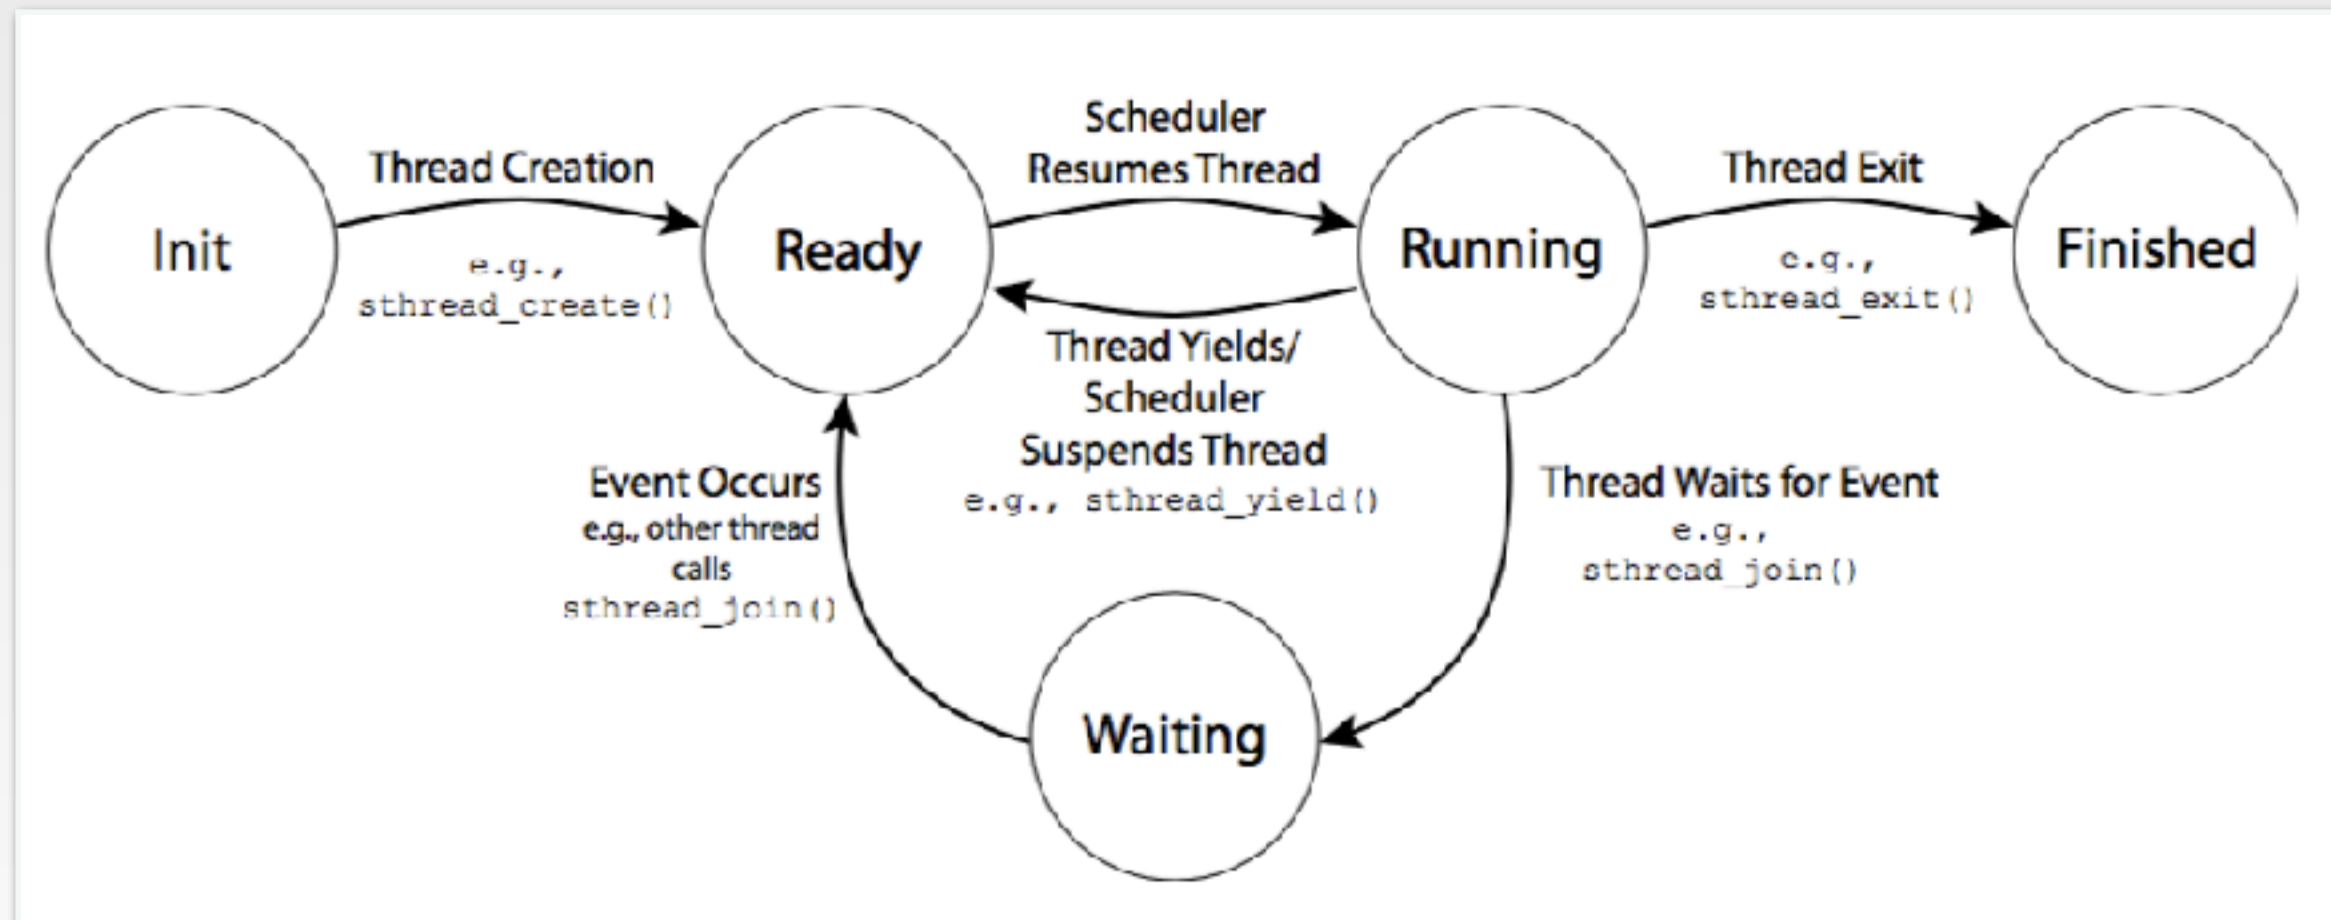 Init
Thread Creation
e.g.,
sthread_create()
Ready
Scheduler
Resumes Thread
Thread Yields/
Scheduler
Suspends Thread
e.g., sthread_yield()
Running
Thread Exit
e.g.,
sthread_exit()
Finished
Event Occurs
e.g., other thread
calls
sthread_join()
Thread Waits for Event
e.g.,
sthread_join()
Waiting